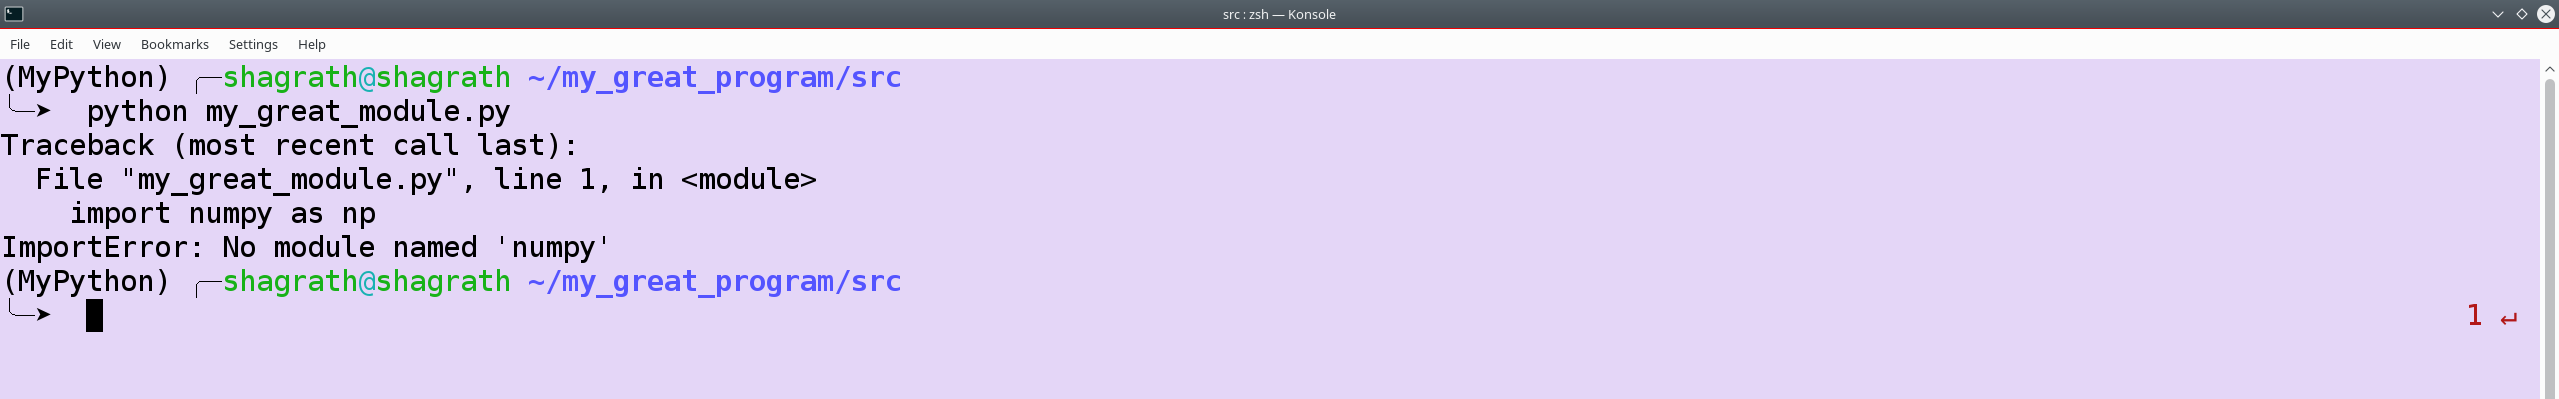 src : zsh — Konsole
File Edit View Bookmarks Settings Help
(MyPython) ╭─shagrath@shagrath ~/my_great_program/src
╰─➤  python my_great_module.py
Traceback (most recent call last):
  File "my_great_module.py", line 1, in <module>
    import numpy as np
ImportError: No module named 'numpy'
(MyPython) ╭─shagrath@shagrath ~/my_great_program/src
╰─➤ 1 ↵